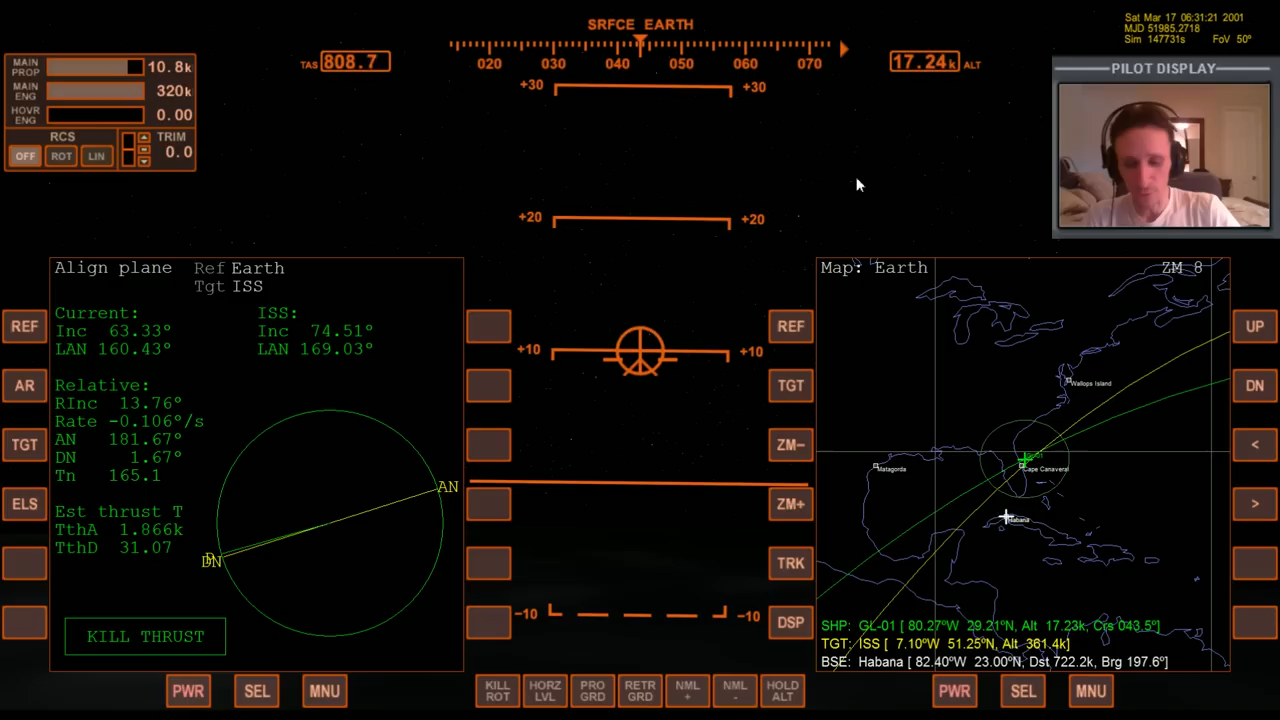 SRFCE EARTH
Sat Mar 17 06:31:21 2001
MJD 51985.2718
Sim 147731s FoV 50°
MAIN PROP 10.8k
MAIN ENG 320k
HOVR ENG 0.00
RCS TRIM
OFF ROT LIN 0.0
TAS 808.7
020 030 040 050 060 070
17.24k ALT
PILOT DISPLAY
+30 +30
+20 +20
+10 +10
-10 -10
Align plane Ref Earth
Tgt ISS
Current: ISS:
Inc 63.33° Inc 74.51°
LAN 160.43° LAN 169.03°
Relative:
RInc 13.76°
Rate -0.106°/s
AN 181.67°
DN 1.67°
Tn 165.1
Est thrust T
TthA 1.866k
TthD 31.07
AN
DN
KILL THRUST
REF
AR
TGT
ELS
PWR SEL MNU
KILL ROT
HORZ LVL
PRO GRD
RETR GRD
NML +
NML -
HOLD ALT
REF
TGT
ZM-
ZM+
TRK
DSP
Map: Earth ZM 8
Wallops Island
GL-01
Matagorda
Cape Canaveral
Habana
SHP: GL-01 [ 80.27°W 29.21°N, Alt 17.23k, Crs 043.5°]
TGT: ISS [ 7.10°W 51.25°N, Alt 361.4k]
BSE: Habana [ 82.40°W 23.00°N, Dst 722.2k, Brg 197.6°]
UP
DN
<
>
PWR SEL MNU